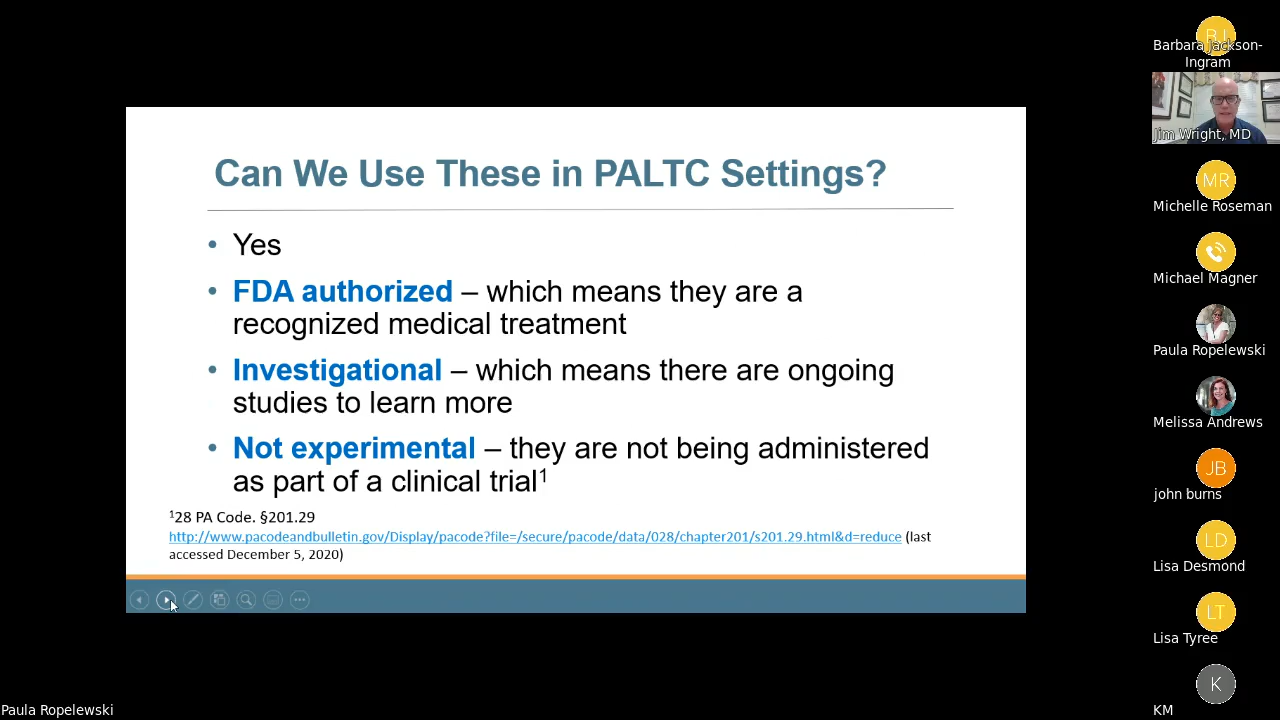 Can We Use These in PALTC Settings?
• Yes
• FDA authorized – which means they are a
recognized medical treatment
• Investigational – which means there are ongoing
studies to learn more
• Not experimental – they are not being administered
as part of a clinical trial1
128 PA Code. §201.29
http://www.pacodeandbulletin.gov/Display/pacode?file=/secure/pacode/data/028/chapter201/s201.29.html&d=reduce (last
accessed December 5, 2020)
BJ
Barbara Jackson-
Ingram
Jim Wright, MD
MR
Michelle Roseman
Michael Magner
Paula Ropelewski
Melissa Andrews
JB
john burns
LD
Lisa Desmond
LT
Lisa Tyree
K
KM
Paula Ropelewski